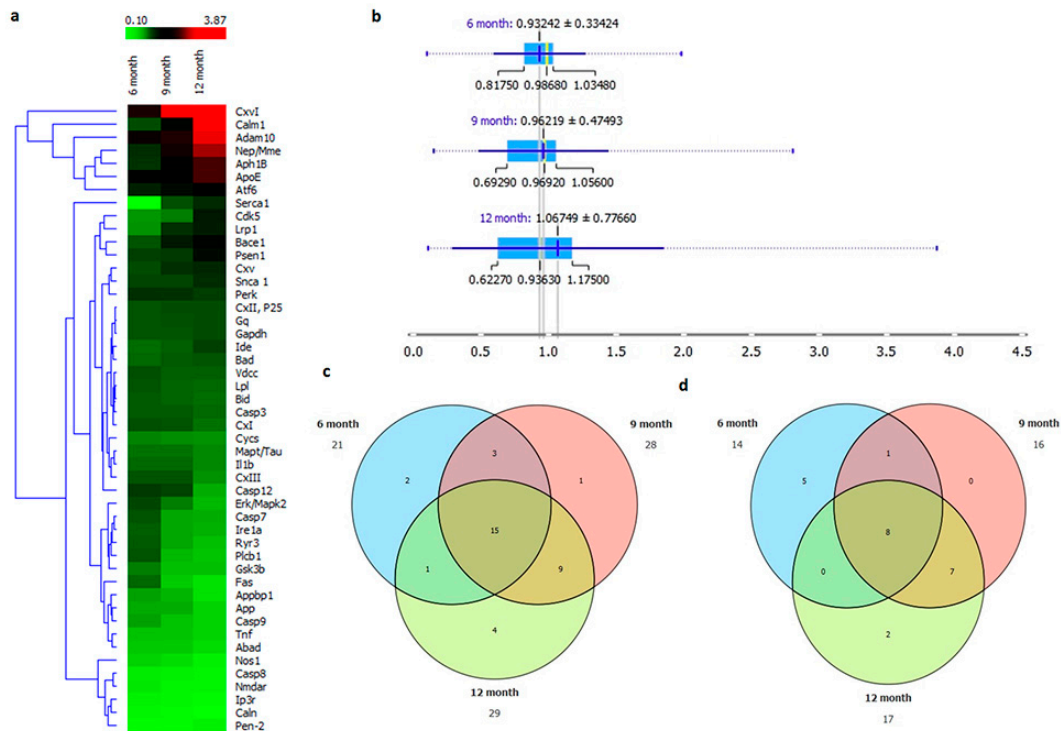 a
0.10 3.87
6 month
9 month
12 month
CxvI
Calm1
Adam10
Nep/Mme
Aph1B
ApoE
Atf6
Serca1
Cdk5
Lrp1
Bace1
Psen1
Cxv
Snca 1
Perk
CxII, P25
Gq
Gapdh
Ide
Bad
Vdcc
Lpl
Bid
Casp3
CxI
Cycs
Mapt/Tau
Il1b
CxIII
Casp12
Erk/Mapk2
Casp7
Ire1a
Ryr3
Plcb1
Gsk3b
Fas
Appbp1
App
Casp9
Tnf
Abad
Nos1
Casp8
Nmdar
Ip3r
Caln
Pen-2
b
6 month: 0.93242 ± 0.33424
0.81750 0.98680 1.03480
9 month: 0.96219 ± 0.47493
0.69290 0.96920 1.05600
12 month: 1.06749 ± 0.77660
0.62270 0.93630 1.17500
0.0 0.5 1.0 1.5 2.0 2.5 3.0 3.5 4.0 4.5
c
6 month
21
9 month
28
3
2
1
15
1
9
4
12 month
29
d
6 month
14
9 month
16
1
5
0
8
0
7
2
12 month
17